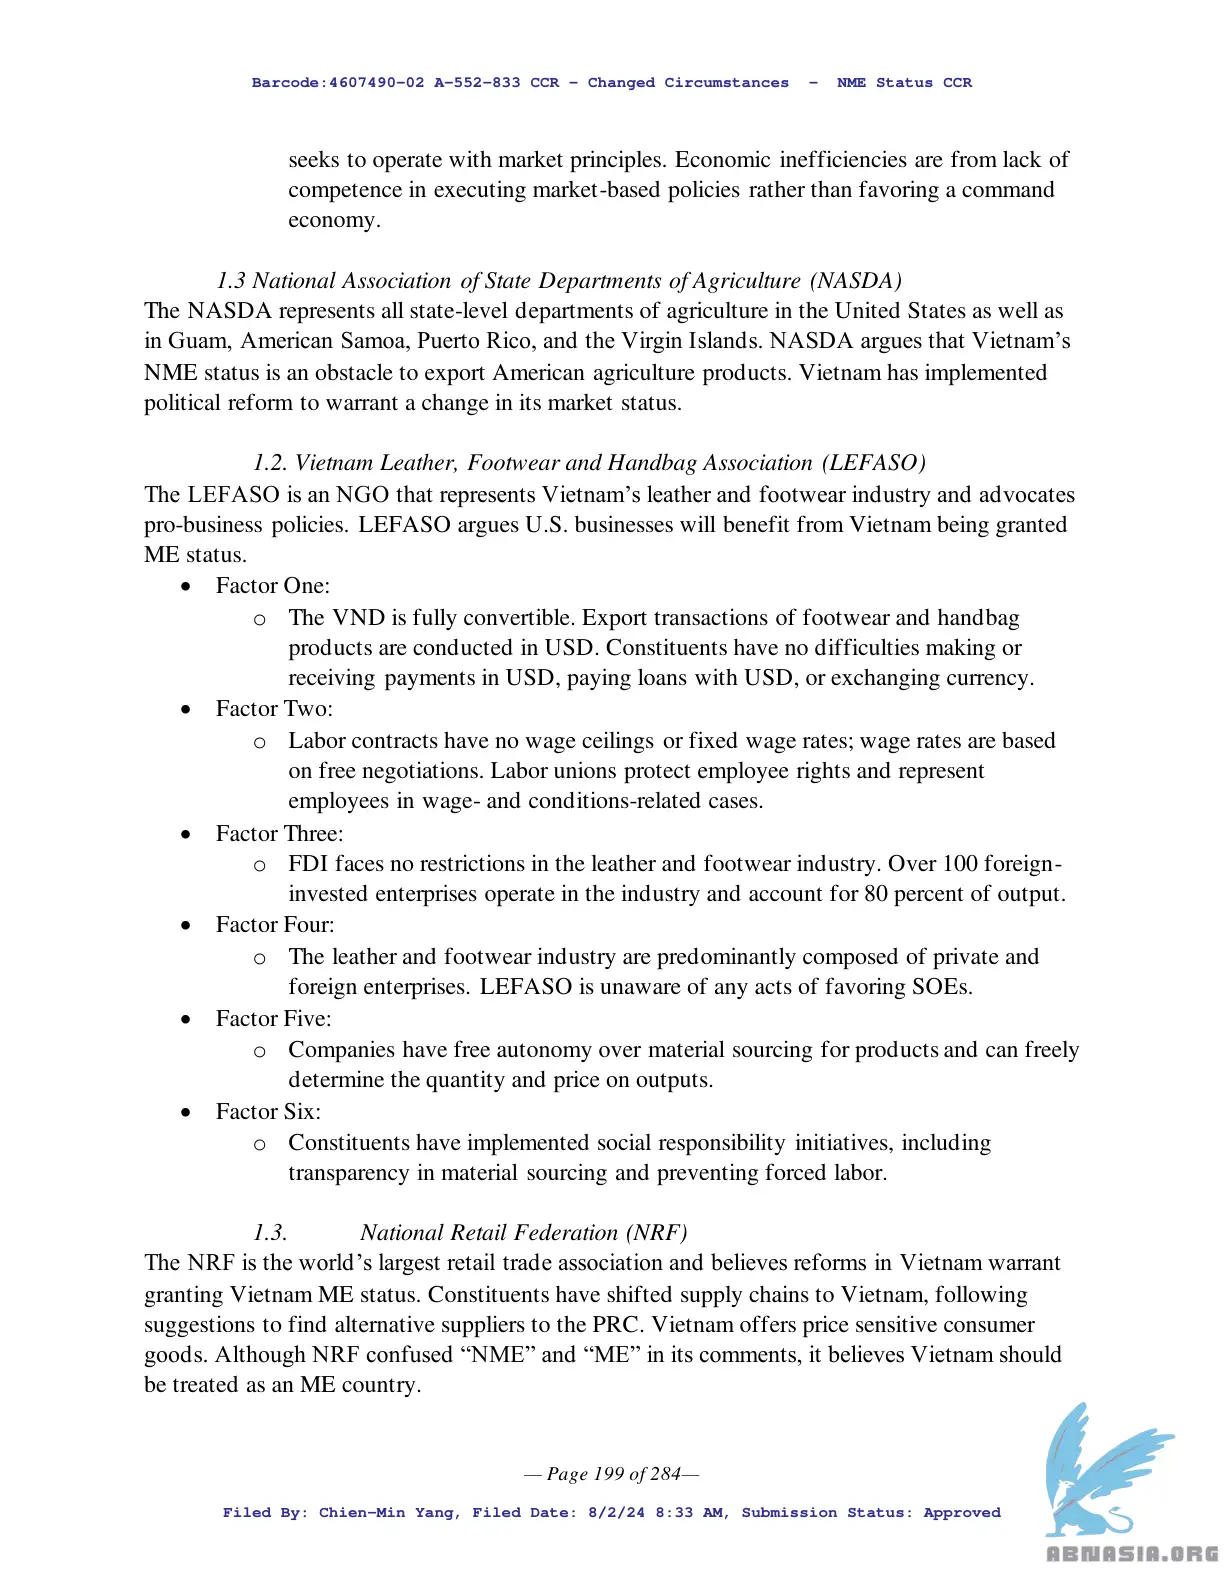 Barcode:4607490-02 A-552-833 CCR - Changed Circumstances - NME Status CCR
seeks to operate with market principles. Economic inefficiencies are from lack of
competence in executing market-based policies rather than favoring a command
economy.
1.3 National Association of State Departments of Agriculture (NASDA)
The NASDA represents all state-level departments of agriculture in the United States as well as
in Guam, American Samoa, Puerto Rico, and the Virgin Islands. NASDA argues that Vietnam’s
NME status is an obstacle to export American agriculture products. Vietnam has implemented
political reform to warrant a change in its market status.
1.2. Vietnam Leather, Footwear and Handbag Association (LEFASO)
The LEFASO is an NGO that represents Vietnam’s leather and footwear industry and advocates
pro-business policies. LEFASO argues U.S. businesses will benefit from Vietnam being granted
ME status.
• Factor One:
o The VND is fully convertible. Export transactions of footwear and handbag
products are conducted in USD. Constituents have no difficulties making or
receiving payments in USD, paying loans with USD, or exchanging currency.
• Factor Two:
o Labor contracts have no wage ceilings or fixed wage rates; wage rates are based
on free negotiations. Labor unions protect employee rights and represent
employees in wage- and conditions-related cases.
• Factor Three:
o FDI faces no restrictions in the leather and footwear industry. Over 100 foreign-
invested enterprises operate in the industry and account for 80 percent of output.
• Factor Four:
o The leather and footwear industry are predominantly composed of private and
foreign enterprises. LEFASO is unaware of any acts of favoring SOEs.
• Factor Five:
o Companies have free autonomy over material sourcing for products and can freely
determine the quantity and price on outputs.
• Factor Six:
o Constituents have implemented social responsibility initiatives, including
transparency in material sourcing and preventing forced labor.
1.3. National Retail Federation (NRF)
The NRF is the world’s largest retail trade association and believes reforms in Vietnam warrant
granting Vietnam ME status. Constituents have shifted supply chains to Vietnam, following
suggestions to find alternative suppliers to the PRC. Vietnam offers price sensitive consumer
goods. Although NRF confused “NME” and “ME” in its comments, it believes Vietnam should
be treated as an ME country.
— Page 199 of 284—
Filed By: Chien-Min Yang, Filed Date: 8/2/24 8:33 AM, Submission Status: Approved
ABNASIA.ORG